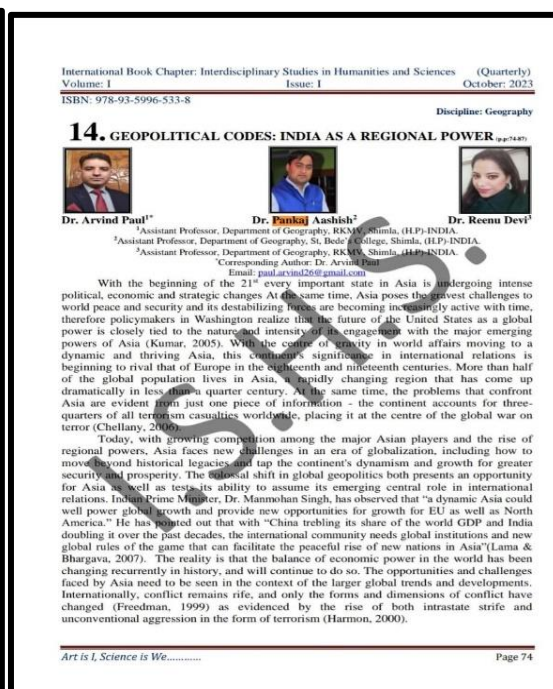 International Book Chapter: Interdisciplinary Studies in Humanities and Sciences (Quarterly)
Volume: I Issue: I October: 2023
ISBN: 978-93-5996-533-8
Discipline: Geography
14. GEOPOLITICAL CODES: INDIA AS A REGIONAL POWER (p.p:74-87)
Dr. Arvind Paul1* Dr. Pankaj Aashish2 Dr. Reenu Devi3
1Assistant Professor, Department of Geography, RKMV, Shimla, (H.P)-INDIA.
2Assistant Professor, Department of Geography, St, Bede's College, Shimla, (H.P)-INDIA.
3Assistant Professor, Department of Geography, RKMV, Shimla, (H.P)-INDIA.
*Corresponding Author: Dr. Arvind Paul
Email: paul.arvind26@gmail.com
With the beginning of the 21st every important state in Asia is undergoing intense
political, economic and strategic changes At the same time, Asia poses the gravest challenges to
world peace and security and its destabilizing forces are becoming increasingly active with time,
therefore policymakers in Washington realize that the future of the United States as a global
power is closely tied to the nature and intensity of its engagement with the major emerging
powers of Asia (Kumar, 2005). With the centre of gravity in world affairs moving to a
dynamic and thriving Asia, this continent's significance in international relations is
beginning to rival that of Europe in the eighteenth and nineteenth centuries. More than half
of the global population lives in Asia, a rapidly changing region that has come up
dramatically in less than a quarter century. At the same time, the problems that confront
Asia are evident from just one piece of information - the continent accounts for three-
quarters of all terrorism casualties worldwide, placing it at the centre of the global war on
terror (Chellany, 2006).
Today, with growing competition among the major Asian players and the rise of
regional powers, Asia faces new challenges in an era of globalization, including how to
move beyond historical legacies and tap the continent's dynamism and growth for greater
security and prosperity. The colossal shift in global geopolitics both presents an opportunity
for Asia as well as tests its ability to assume its emerging central role in international
relations. Indian Prime Minister, Dr. Manmohan Singh, has observed that "a dynamic Asia could
well power global growth and provide new opportunities for growth for EU as well as North
America." He has pointed out that with "China trebling its share of the world GDP and India
doubling it over the past decades, the international community needs global institutions and new
global rules of the game that can facilitate the peaceful rise of new nations in Asia"(Lama &
Bhargava, 2007). The reality is that the balance of economic power in the world has been
changing recurrently in history, and will continue to do so. The opportunities and challenges
faced by Asia need to be seen in the context of the larger global trends and developments.
Internationally, conflict remains rife, and only the forms and dimensions of conflict have
changed (Freedman, 1999) as evidenced by the rise of both intrastate strife and
unconventional aggression in the form of terrorism (Harmon, 2000).
I.S.H.S.
Art is I, Science is We............ Page 74